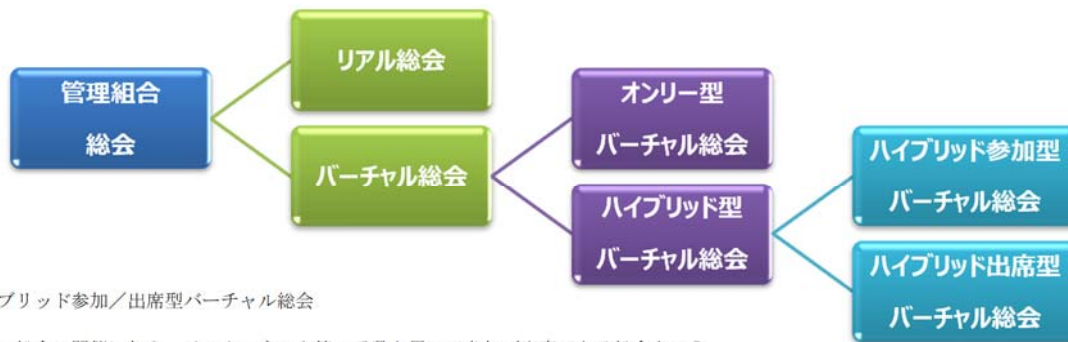 管理組合
総会
リアル総会
バーチャル総会
オンリー型
バーチャル総会
ハイブリッド型
バーチャル総会
ハイブリッド参加型
バーチャル総会
ハイブリッド出席型
バーチャル総会
ブリッド参加／出席型バーチャル総会